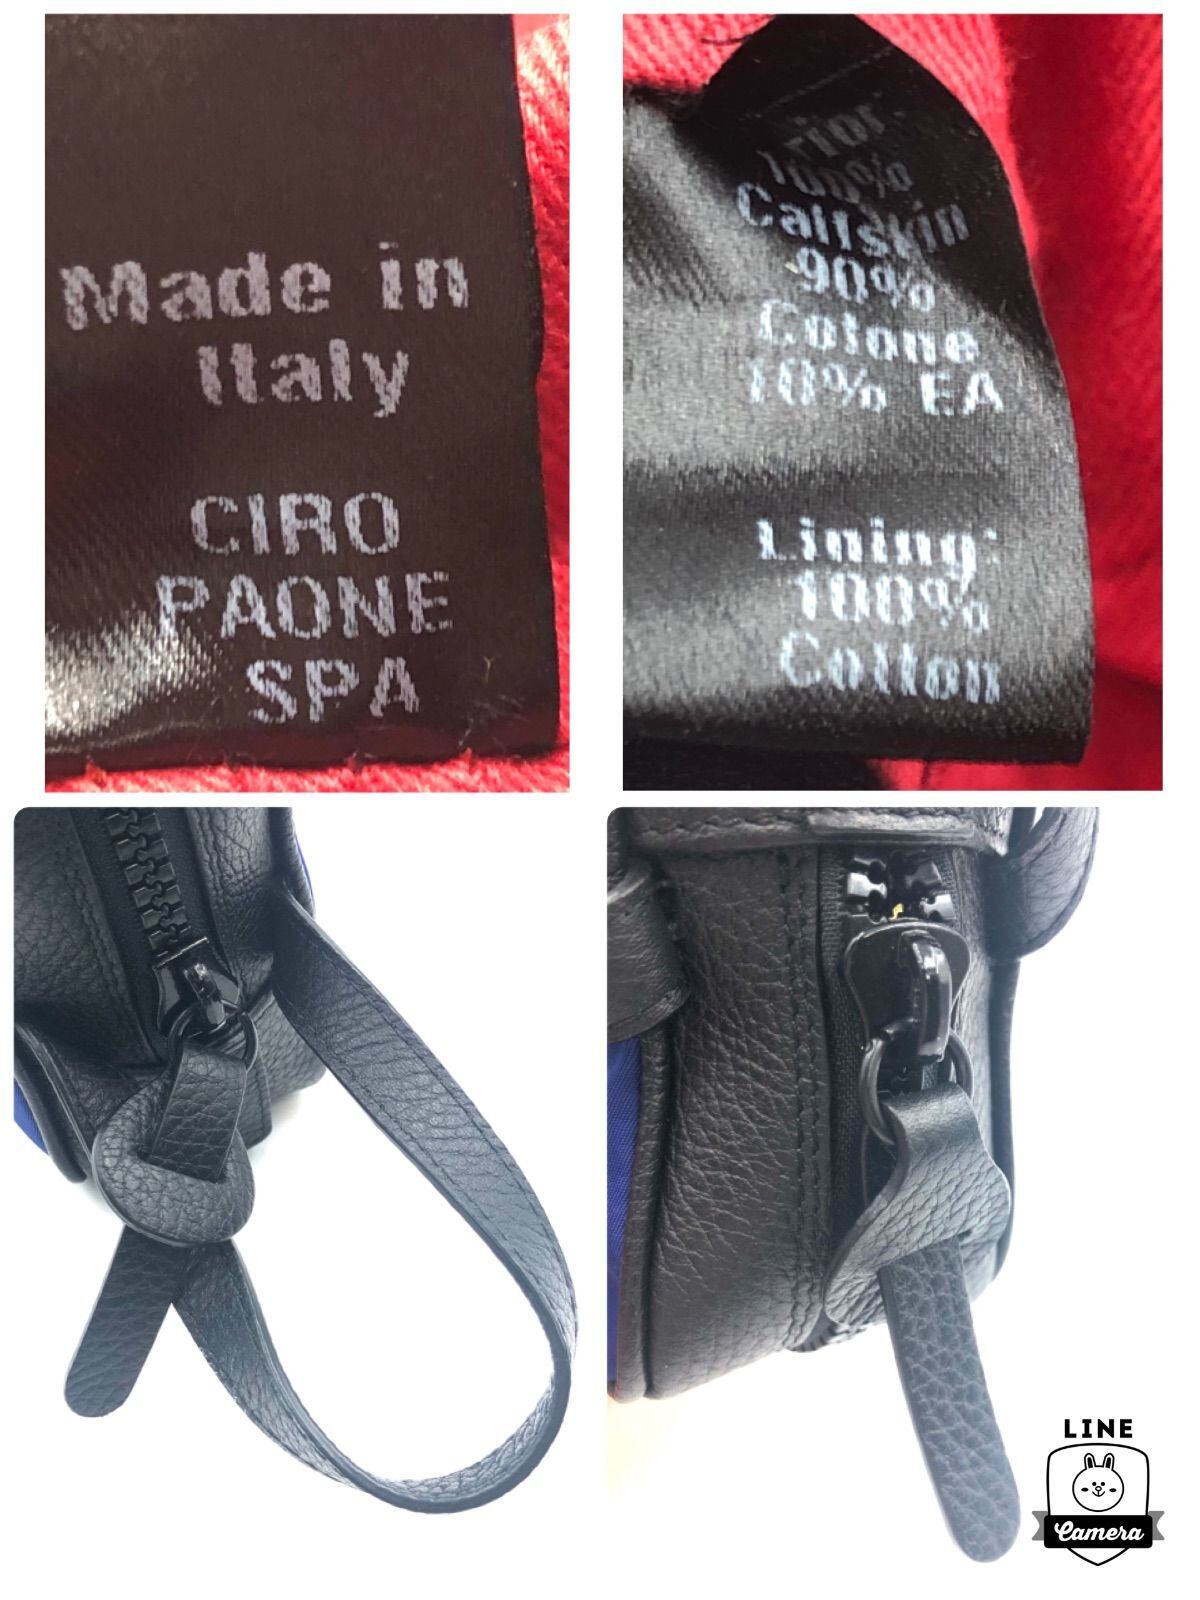 Made in
Italy
CIRO
PAONE
SPA
100%
Calfskin
90%
Cotone
10% EA
Lining:
100%
Cotton
LINE
Camera